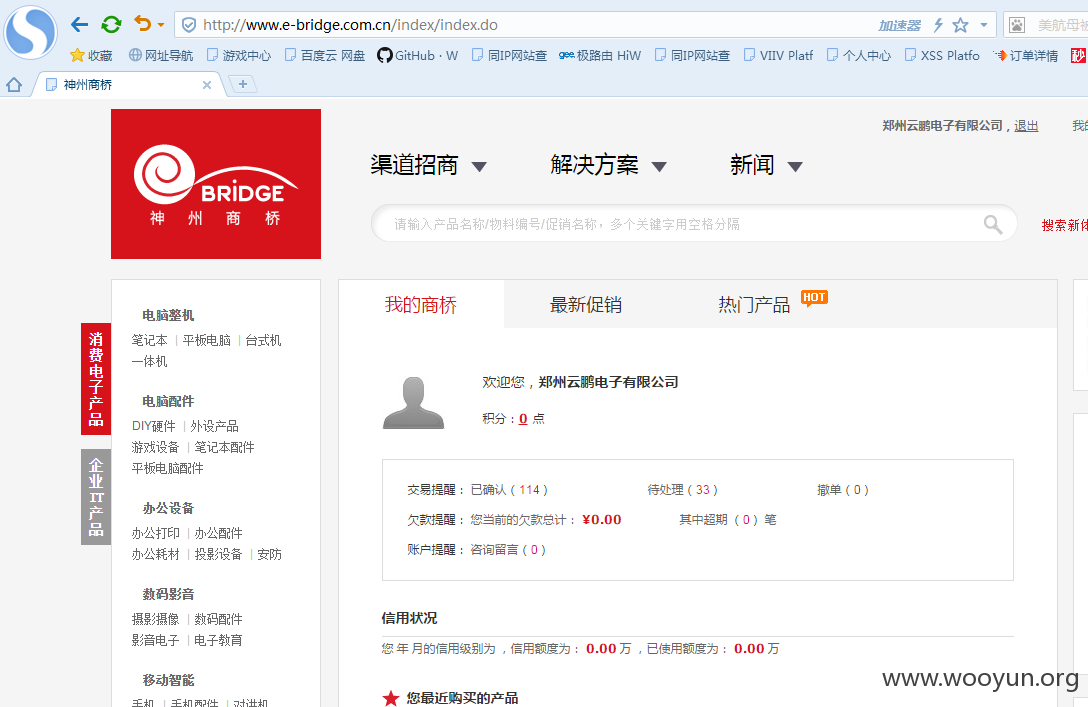 http://www.e-bridge.com.cn/index/index.do 加速器 美航母被
收藏 网址导航 游戏中心 百度云 网盘 GitHub · W 同IP网站查 极路由 HiW 同IP网站查 VIIV Platf 个人中心 XSS Platfo 订单详情 秒
神州商桥
郑州云鹏电子有限公司，退出 我的
BRIDGE
神州商桥
渠道招商 解决方案 新闻
请输入产品名称/物料编号/促销名称，多个关键字用空格分隔
搜索新体
消费电子产品
企业IT产品
电脑整机
笔记本 | 平板电脑 | 台式机
一体机
电脑配件
DIY硬件 | 外设产品
游戏设备 | 笔记本配件
平板电脑配件
办公设备
办公打印 | 办公配件
办公耗材 | 投影设备 | 安防
数码影音
摄影摄像 | 数码配件
影音电子 | 电子教育
移动智能
手机 | 手机配件 | 对讲机
我的商桥 最新促销 热门产品 HOT
欢迎您，郑州云鹏电子有限公司
积分：0 点
交易提醒： 已确认（114） 待处理（33） 撤单（0）
欠款提醒： 您当前的欠款总计： ¥0.00 其中超期 （0）笔
账户提醒： 咨询留言（0）
信用状况
您 年 月的信用级别为 ，信用额度为： 0.00 万 ，已使用额度为： 0.00 万
您最近购买的产品
www.wooyun.org